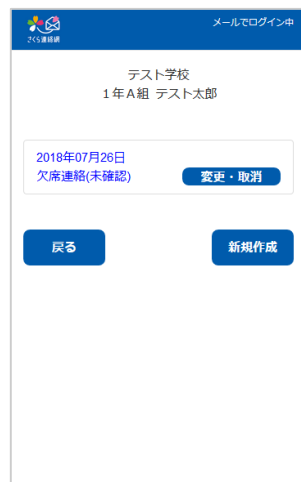 さくら連絡網
メールでログイン中
テスト学校
1年A組 テスト太郎
2018年07月26日
欠席連絡(未確認)
変更・取消
戻る
新規作成